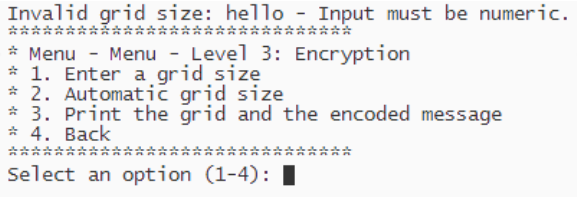 Invalid grid size: hello - Input must be numeric.
******************************
* Menu - Menu - Level 3: Encryption
* 1. Enter a grid size
* 2. Automatic grid size
* 3. Print the grid and the encoded message
* 4. Back
******************************
Select an option (1-4):